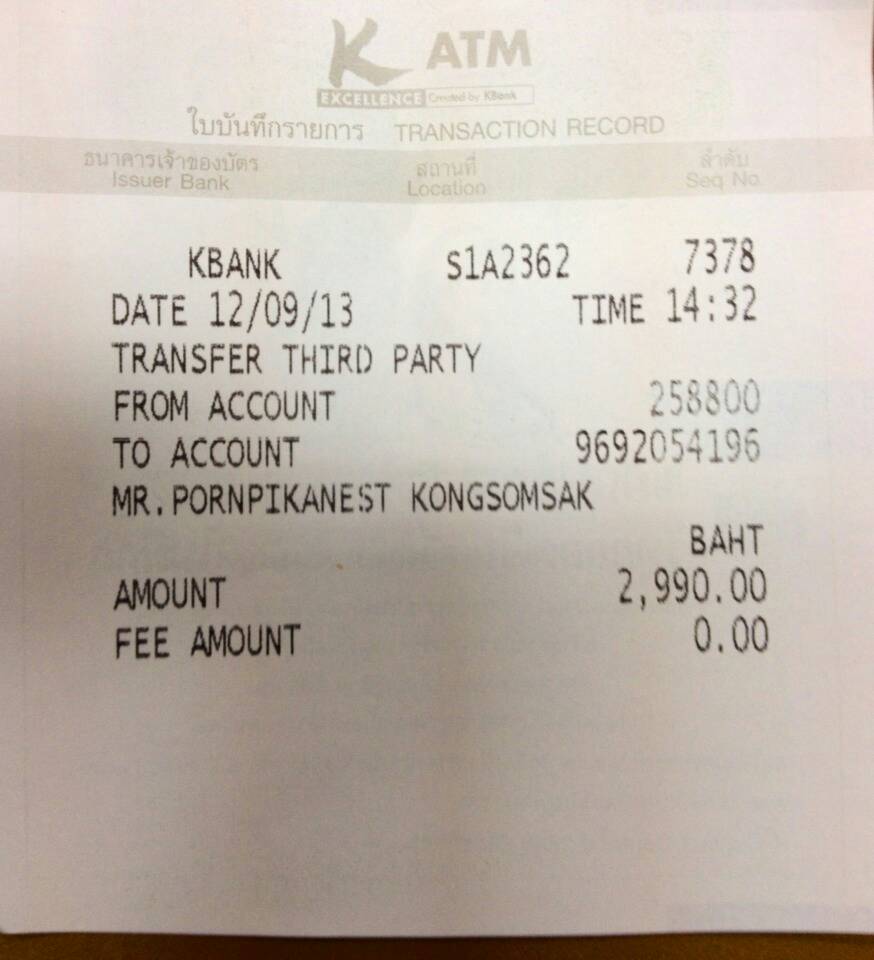 K ATM
EXCELLENCE Created by KBank
ใบบันทึกรายการ TRANSACTION RECORD
ธนาคารเจ้าของบัตร สถานที่ ลำดับ
Issuer Bank Location Seq No.
KBANK S1A2362 7378
DATE 12/09/13 TIME 14:32
TRANSFER THIRD PARTY
FROM ACCOUNT 258800
TO ACCOUNT 9692054196
MR.PORNPIKANEST KONGSOMSAK
BAHT
AMOUNT 2,990.00
FEE AMOUNT 0.00